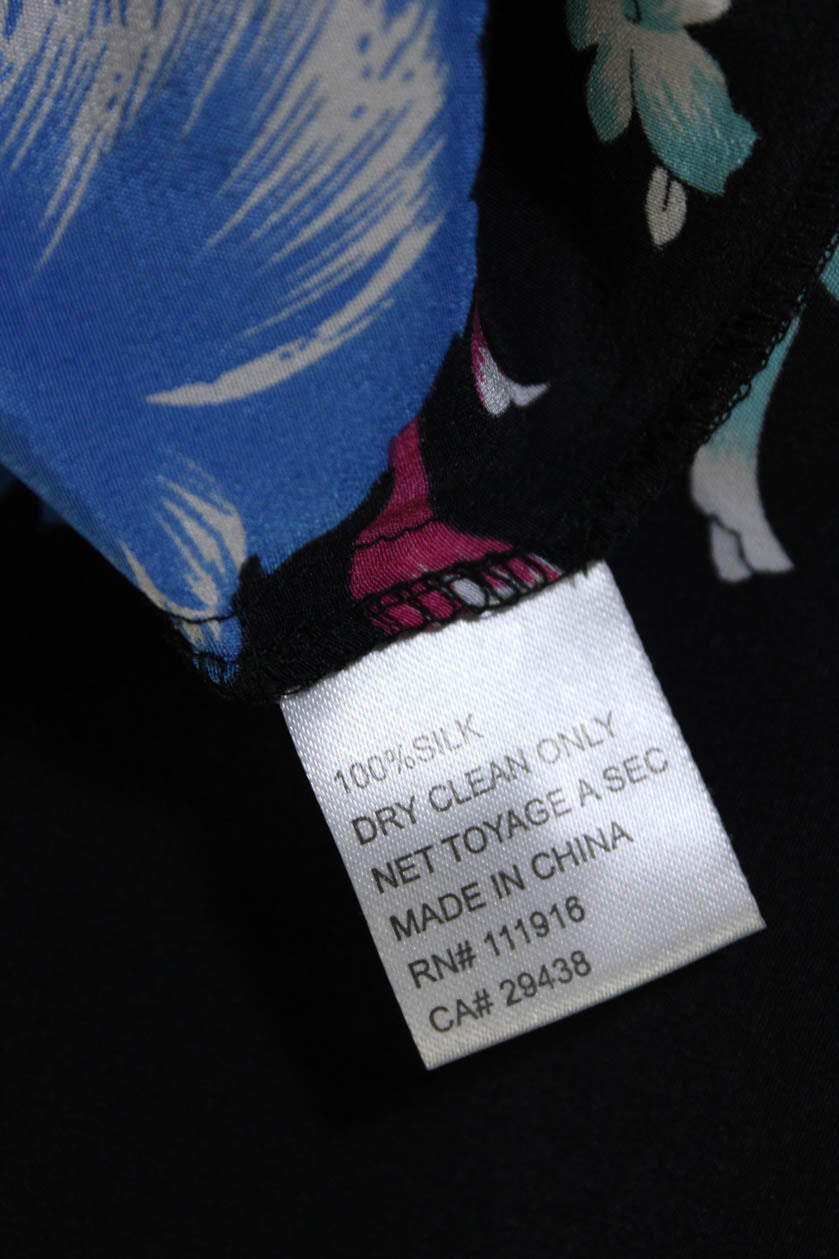 100%SILK
DRY CLEAN ONLY
NET TOYAGE A SEC
MADE IN CHINA
RN# 111916
CA# 29438